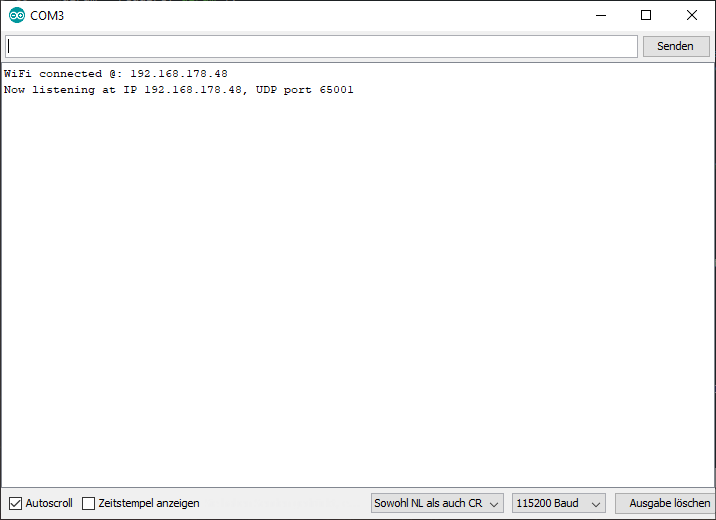 COM3
Senden
WiFi connected @: 192.168.178.48
Now listening at IP 192.168.178.48, UDP port 65001
Autoscroll
Zeitstempel anzeigen
Sowohl NL als auch CR
115200 Baud
Ausgabe löschen